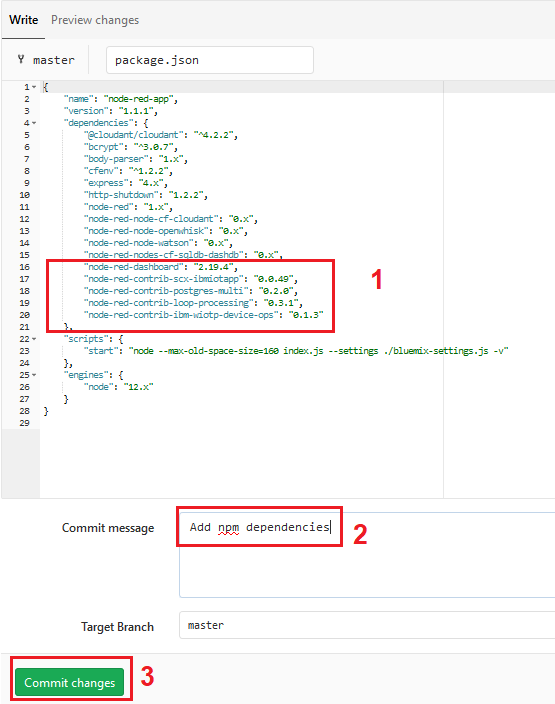 Write Preview changes
master package.json
1 {
2 "name": "node-red-app",
3 "version": "1.1.1",
4 "dependencies": {
5 "@cloudant/cloudant": "^4.2.2",
6 "bcrypt": "^3.0.7",
7 "body-parser": "1.x",
8 "cfenv": "^1.2.2",
9 "express": "4.x",
10 "http-shutdown": "1.2.2",
11 "node-red": "1.x",
12 "node-red-node-cf-cloudant": "0.x",
13 "node-red-node-openwhisk": "0.x",
14 "node-red-node-watson": "0.x",
15 "node-red-nodes-cf-sqldb-dashdb": "0.x",
16 "node-red-dashboard": "2.19.4",
17 "node-red-contrib-scx-ibmiotapp": "0.0.49",
18 "node-red-contrib-postgres-multi": "0.2.0",
19 "node-red-contrib-loop-processing": "0.3.1",
20 "node-red-contrib-ibm-wiotp-device-ops": "0.1.3"
21 },
22 "scripts": {
23 "start": "node --max-old-space-size=160 index.js --settings ./bluemix-settings.js -v"
24 },
25 "engines": {
26 "node": "12.x"
27 }
28 }
29
1
Commit message Add npm dependencies
2
Target Branch master
Commit changes 3